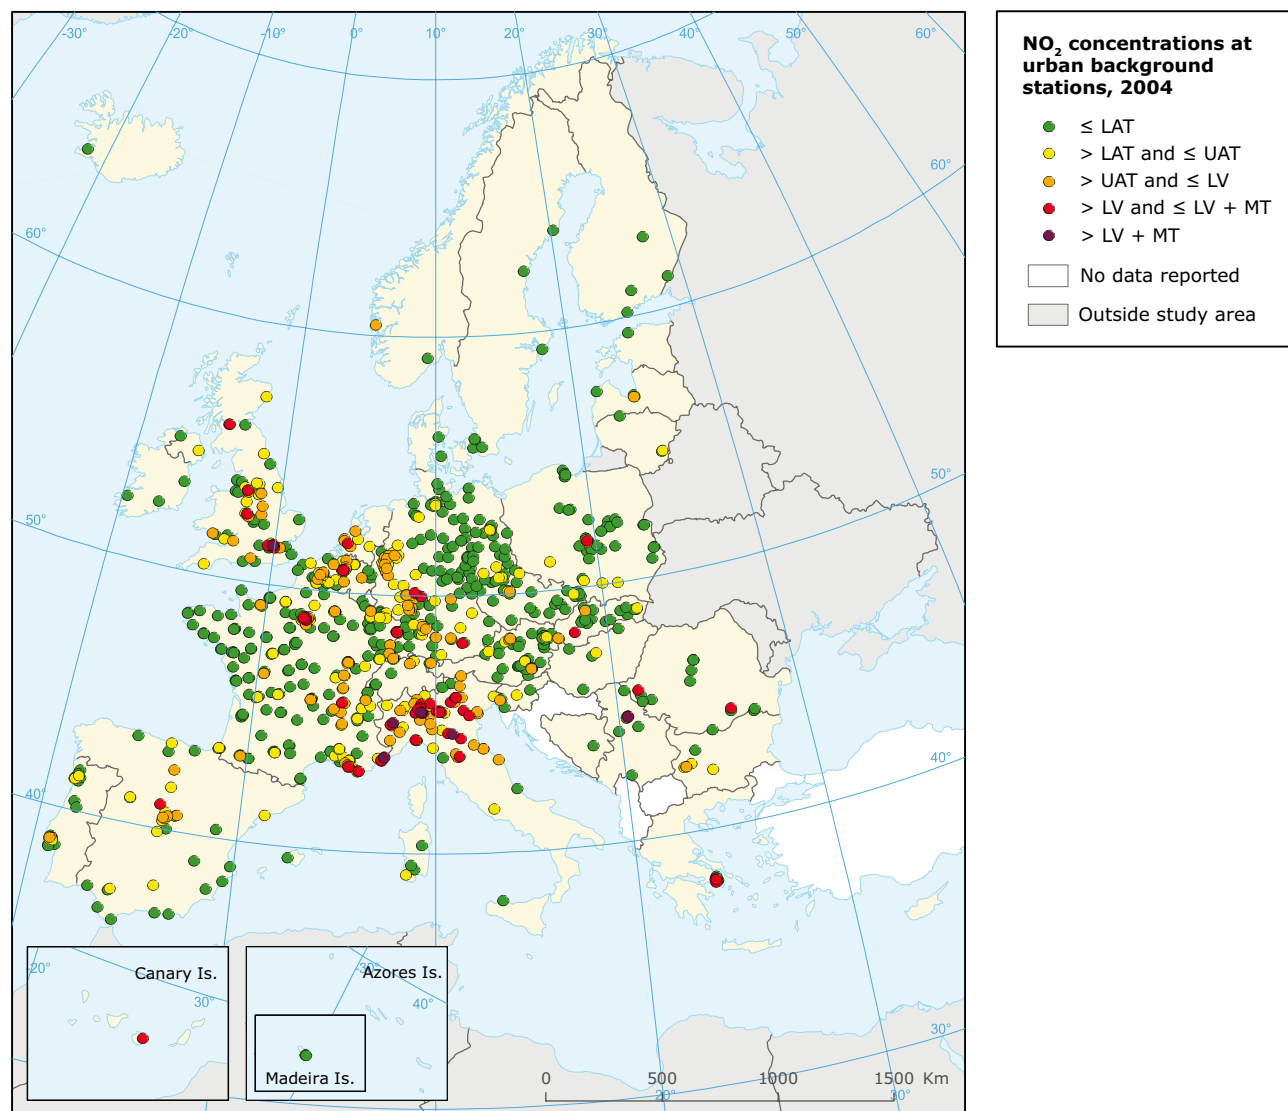 -30°
-20°
-10°
0°
10°
20°
30°
40°
50°
60°
60°
60°
50°
50°
40°
40°
30°
20°
30°
-20°
Canary Is.
30°
-30°
Azores Is.
40°
Madeira Is.
0 500 1000 1500 Km
NO₂ concentrations at
urban background
stations, 2004
≤ LAT
> LAT and ≤ UAT
> UAT and ≤ LV
> LV and ≤ LV + MT
> LV + MT
No data reported
Outside study area